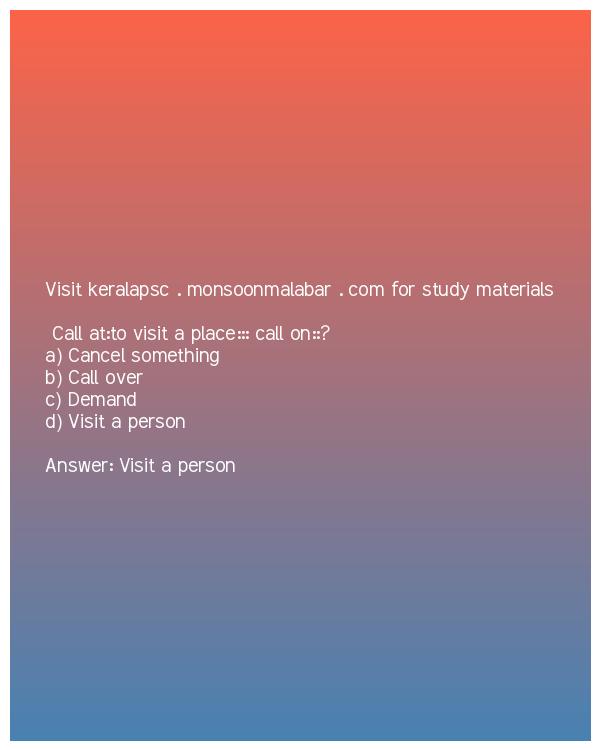 Visit keralapsc . monsoonmalabar . com for study materials
Call at:to visit a place::: call on::?
a) Cancel something
b) Call over
c) Demand
d) Visit a person
Answer: Visit a person